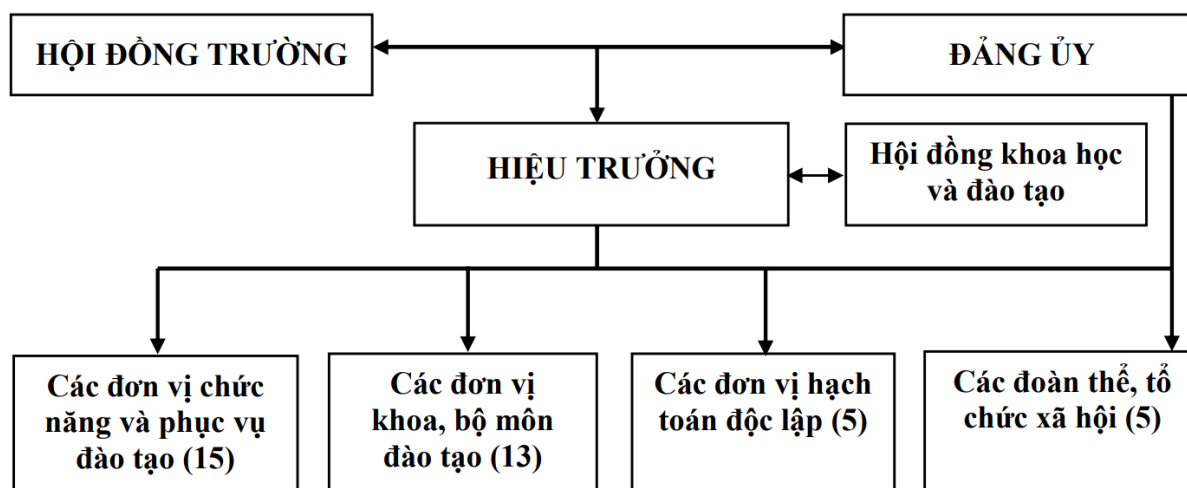 HỘI ĐỒNG TRƯỜNG
ĐẢNG ỦY
HIỆU TRƯỞNG
Hội đồng khoa học
và đào tạo
Các đơn vị chức
năng và phục vụ
đào tạo (15)
Các đơn vị
khoa, bộ môn
đào tạo (13)
Các đơn vị hạch
toán độc lập (5)
Các đoàn thể, tổ
chức xã hội (5)